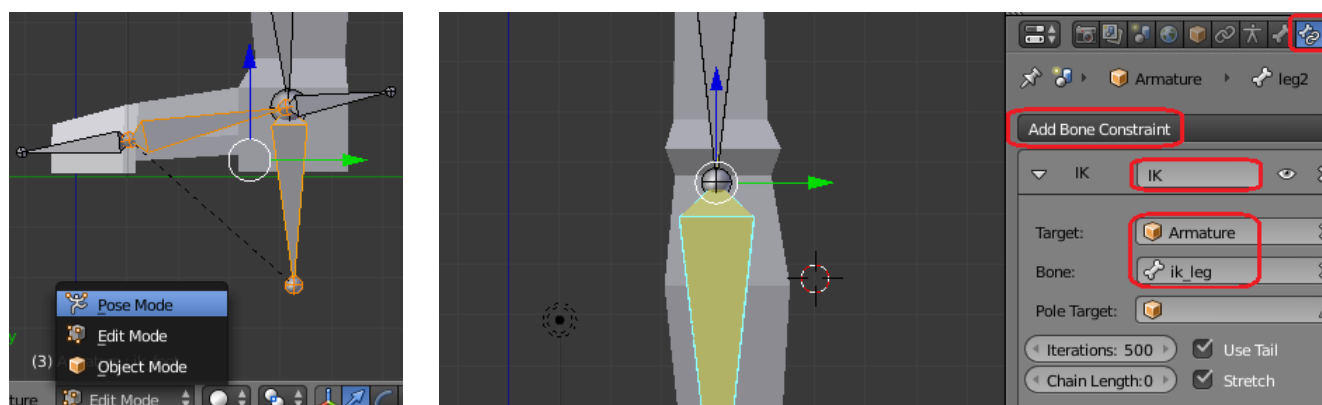 Pose Mode
Edit Mode
Object Mode
(3)
ture
Edit Mode
Armature
leg2
Add Bone Constraint
IK
IK
Target:
Armature
Bone:
ik_leg
Pole Target:
Iterations: 500
Use Tail
Chain Length:0
Stretch